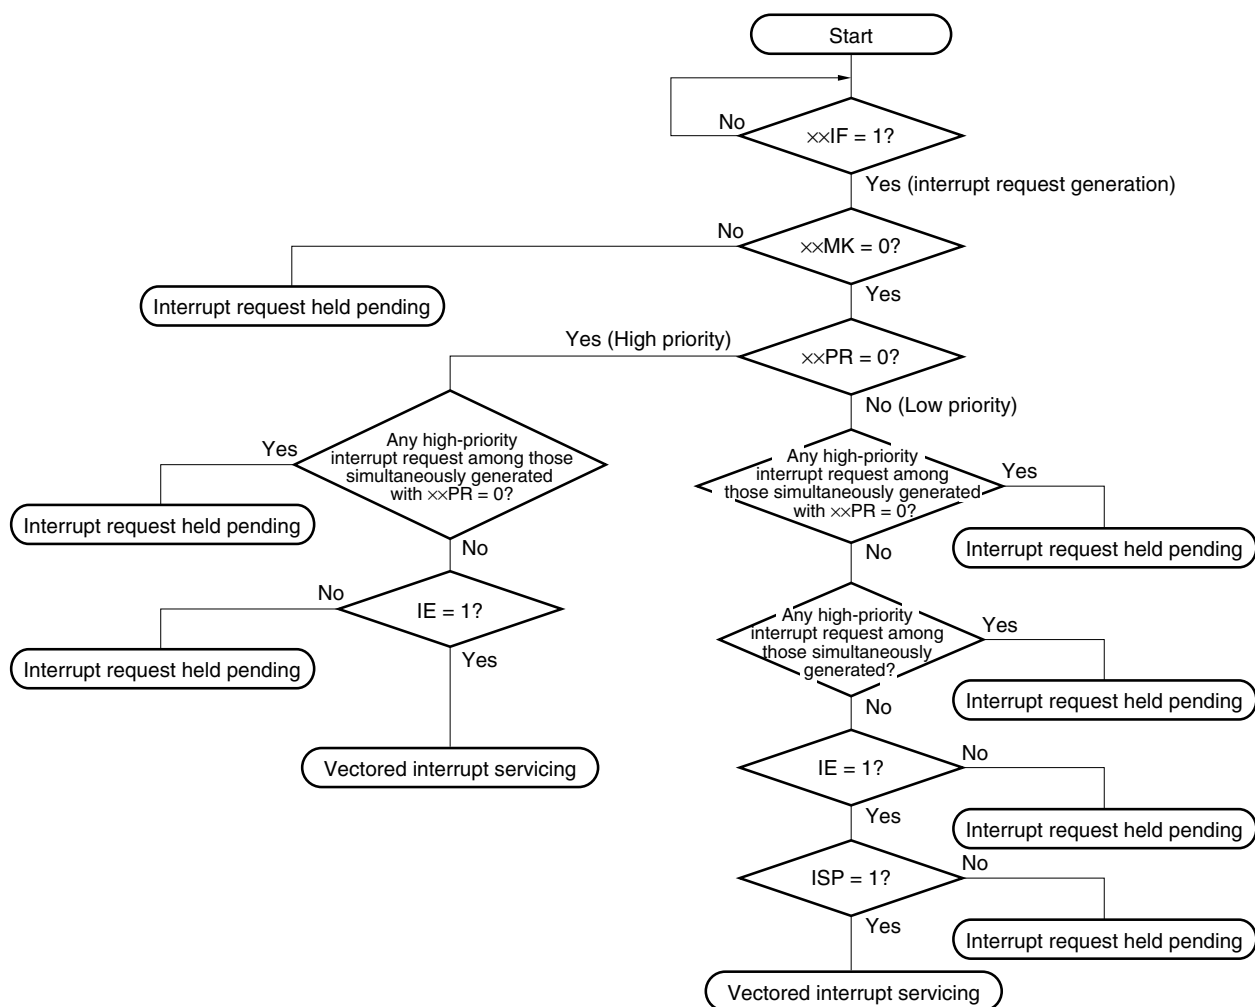 Start
No
××IF = 1?
Yes (interrupt request generation)
No
××MK = 0?
Interrupt request held pending
Yes
Yes (High priority)
××PR = 0?
No (Low priority)
Yes
Any high-priority
interrupt request among those
simultaneously generated
with ××PR = 0?
Any high-priority
interrupt request among
those simultaneously generated
with ××PR = 0?
Yes
Interrupt request held pending
Interrupt request held pending
No
No
No
IE = 1?
Any high-priority
interrupt request among
those simultaneously
generated?
Yes
Interrupt request held pending
Yes
Interrupt request held pending
No
Vectored interrupt servicing
IE = 1?
No
Yes
Interrupt request held pending
ISP = 1?
No
Yes
Interrupt request held pending
Vectored interrupt servicing